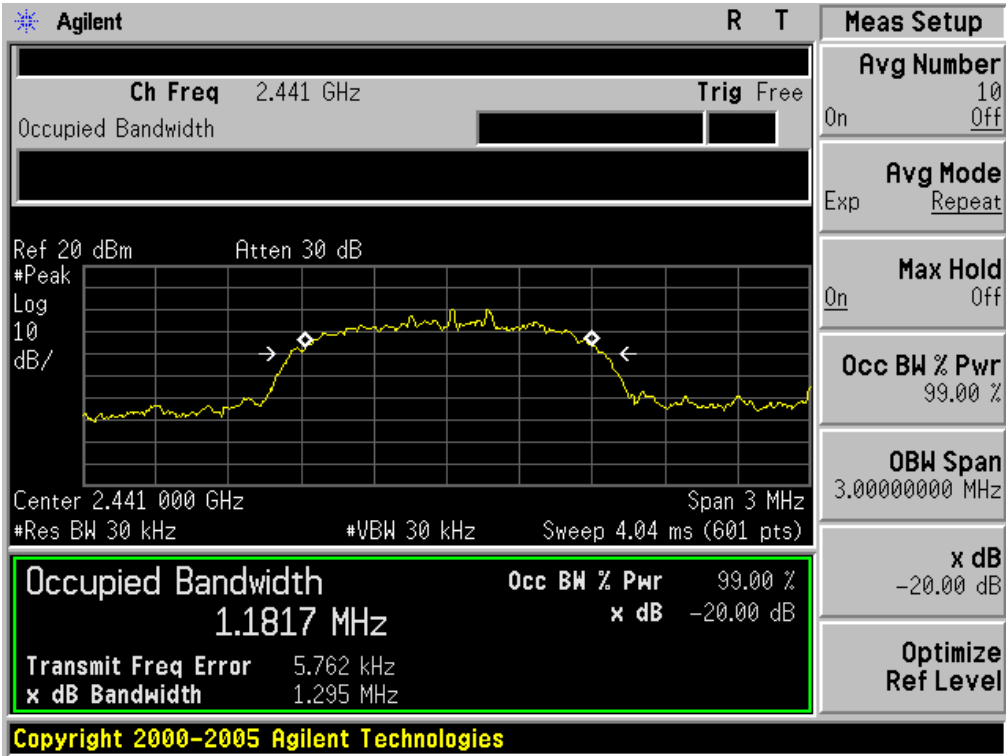 Agilent R T
Ch Freq 2.441 GHz Trig Free
Occupied Bandwidth
Ref 20 dBm Atten 30 dB
#Peak
Log
10
dB/
Center 2.441 000 GHz Span 3 MHz
#Res BW 30 kHz #VBW 30 kHz Sweep 4.04 ms (601 pts)
Occupied Bandwidth
1.1817 MHz
Occ BW % Pwr 99.00 %
x dB -20.00 dB
Transmit Freq Error 5.762 kHz
x dB Bandwidth 1.295 MHz
Copyright 2000-2005 Agilent Technologies
Meas Setup
Avg Number
10
On Off
Avg Mode
Exp Repeat
Max Hold
On Off
Occ BW % Pwr
99.00 %
OBW Span
3.00000000 MHz
x dB
-20.00 dB
Optimize
Ref Level